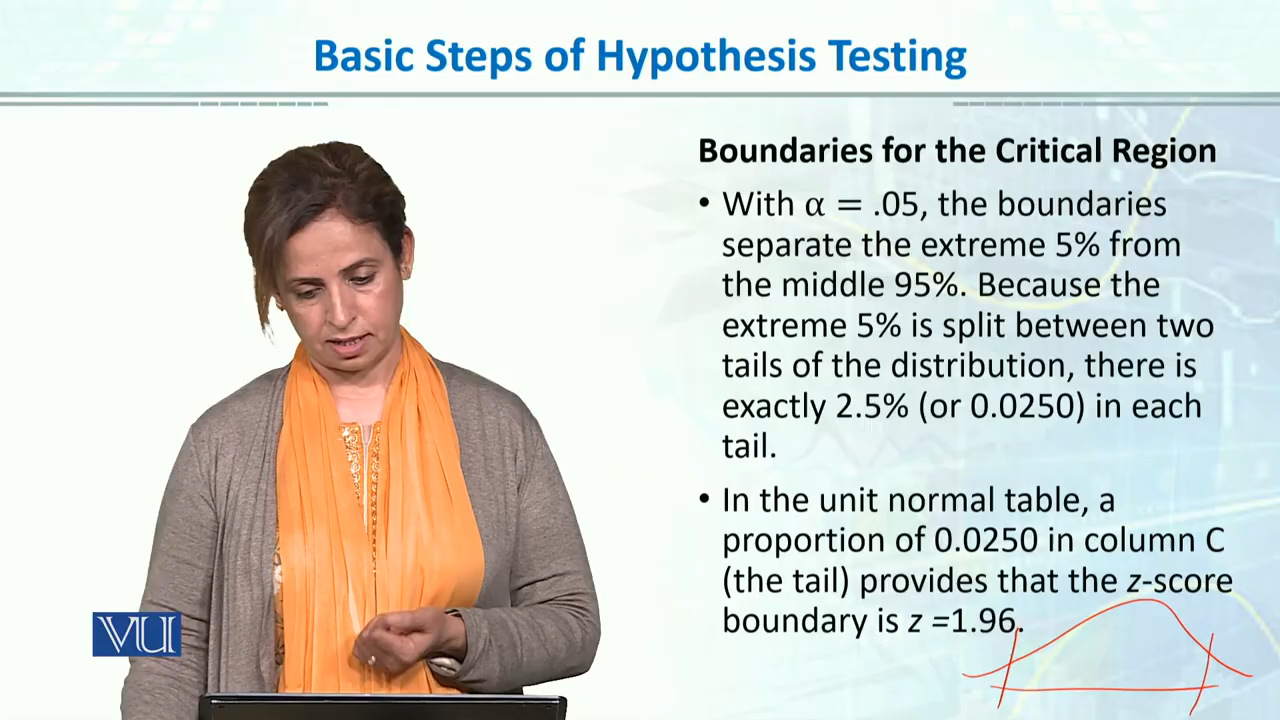 Basic Steps of Hypothesis Testing
Boundaries for the Critical Region
• With α = .05, the boundaries
separate the extreme 5% from
the middle 95%. Because the
extreme 5% is split between two
tails of the distribution, there is
exactly 2.5% (or 0.0250) in each
tail.
• In the unit normal table, a
proportion of 0.0250 in column C
(the tail) provides that the z-score
boundary is z =1.96.
VU